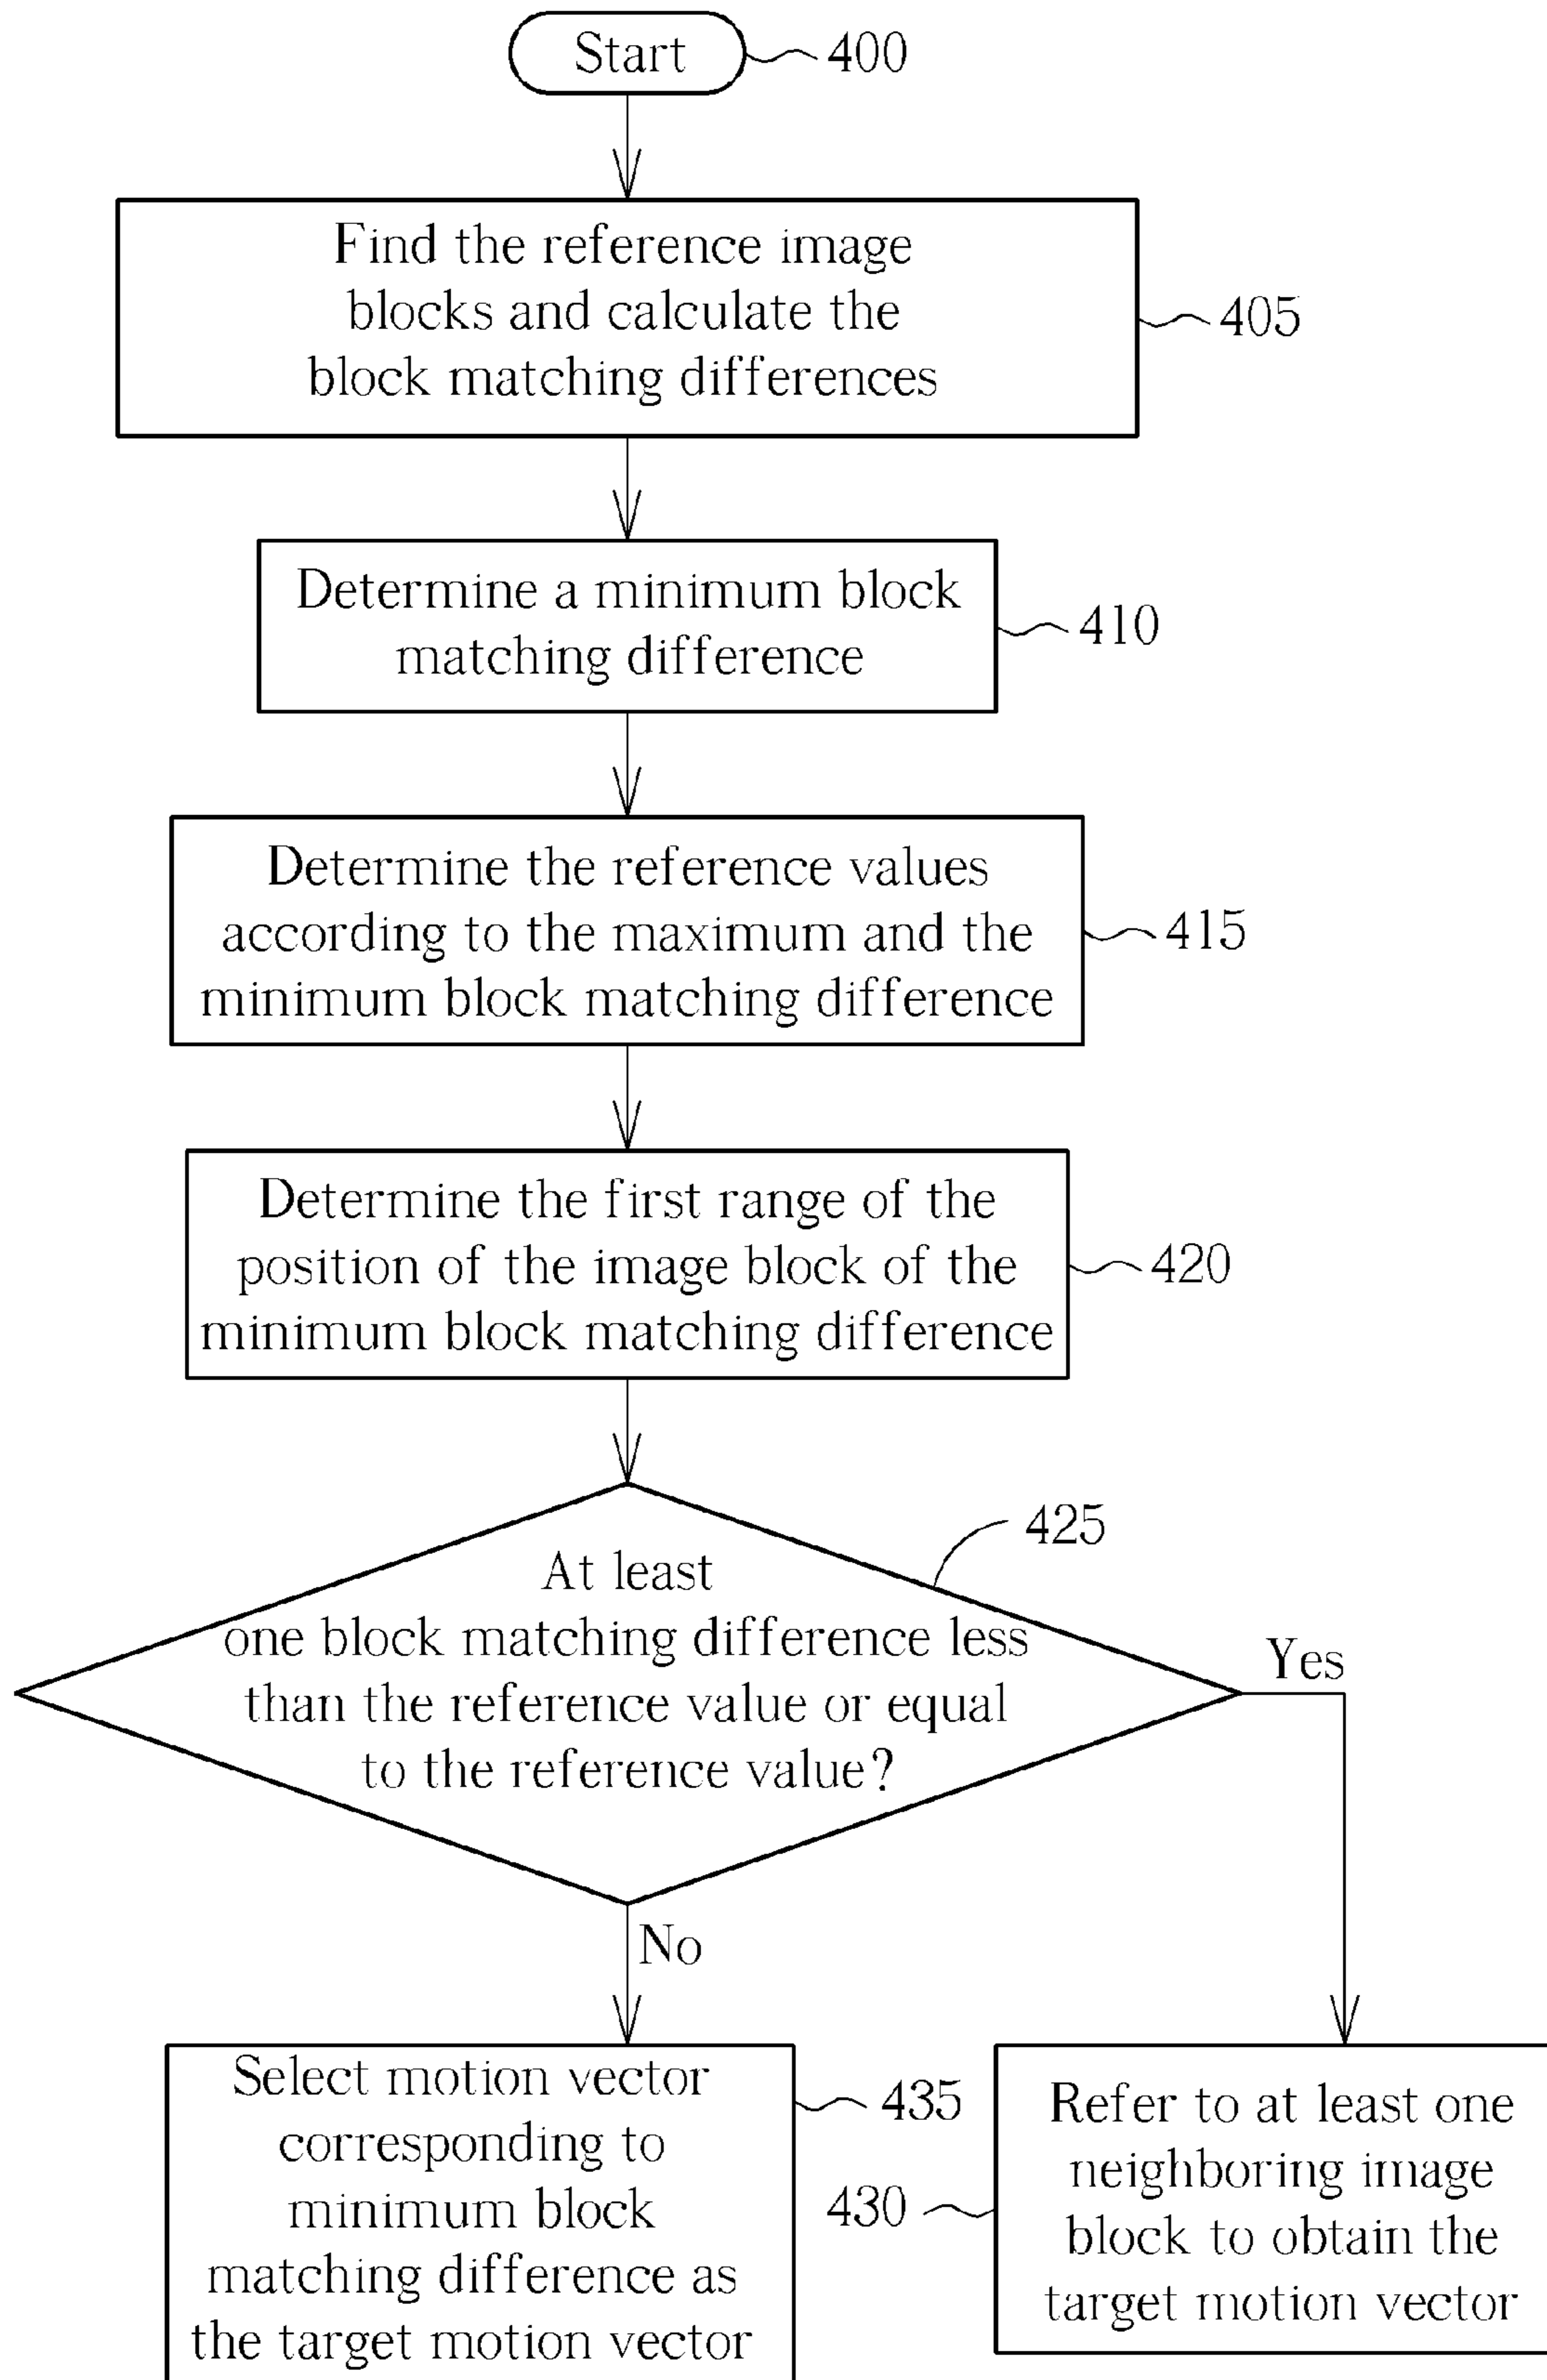 Start
400
Find the reference image
blocks and calculate the
block matching differences
405
Determine a minimum block
matching difference
410
Determine the reference values
according to the maximum and the
minimum block matching difference
415
Determine the first range of the
position of the image block of the
minimum block matching difference
420
425
At least
one block matching difference less
than the reference value or equal
to the reference value?
Yes
No
Select motion vector
corresponding to
minimum block
matching difference as
the target motion vector
435
430
Refer to at least one
neighboring image
block to obtain the
target motion vector